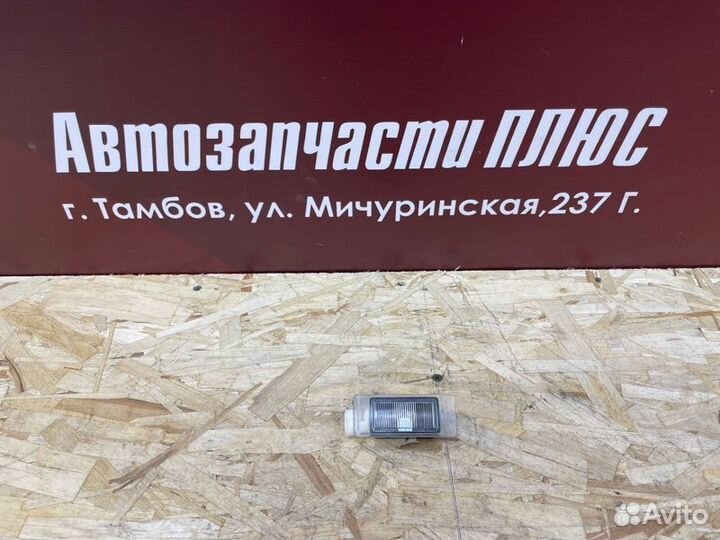 Автозапчасти ПЛЮС
г. Тамбов, ул. Мичуринская,237 Г.
Avito